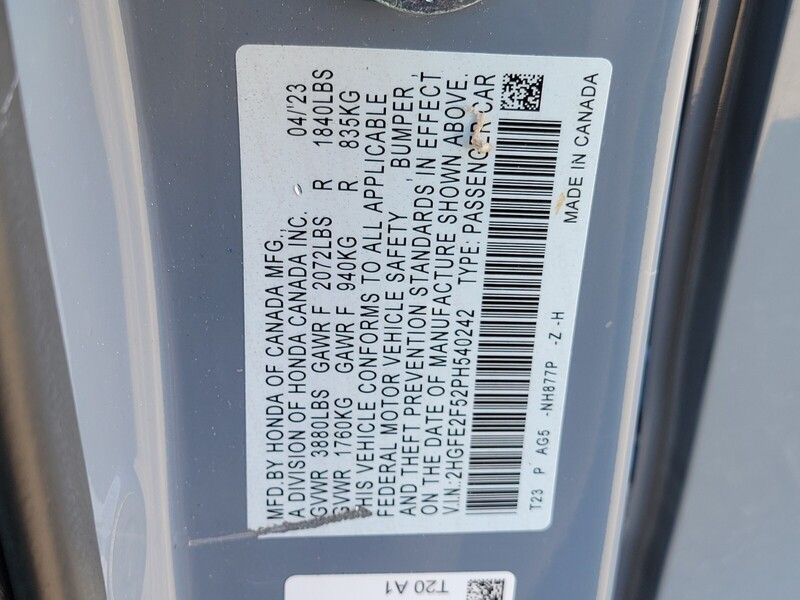 MFD.BY HONDA OF CANADA MFG., 04/'23
A DIVISION OF HONDA CANADA INC.
GVWR 3880LBS GAWR F 2072LBS R 1840LBS
GVWR 1760KG GAWR F 940KG R 835KG
THIS VEHICLE CONFORMS TO ALL APPLICABLE
FEDERAL MOTOR VEHICLE SAFETY, BUMPER,
AND THEFT PREVENTION STANDARDS IN EFFECT
ON THE DATE OF MANUFACTURE SHOWN ABOVE.
V.I.N.:2HGFE2F52PH540242 TYPE: PASSENGER CAR
T23 P AG5 -NH877P -Z -H MADE IN CANADA
T20 A1